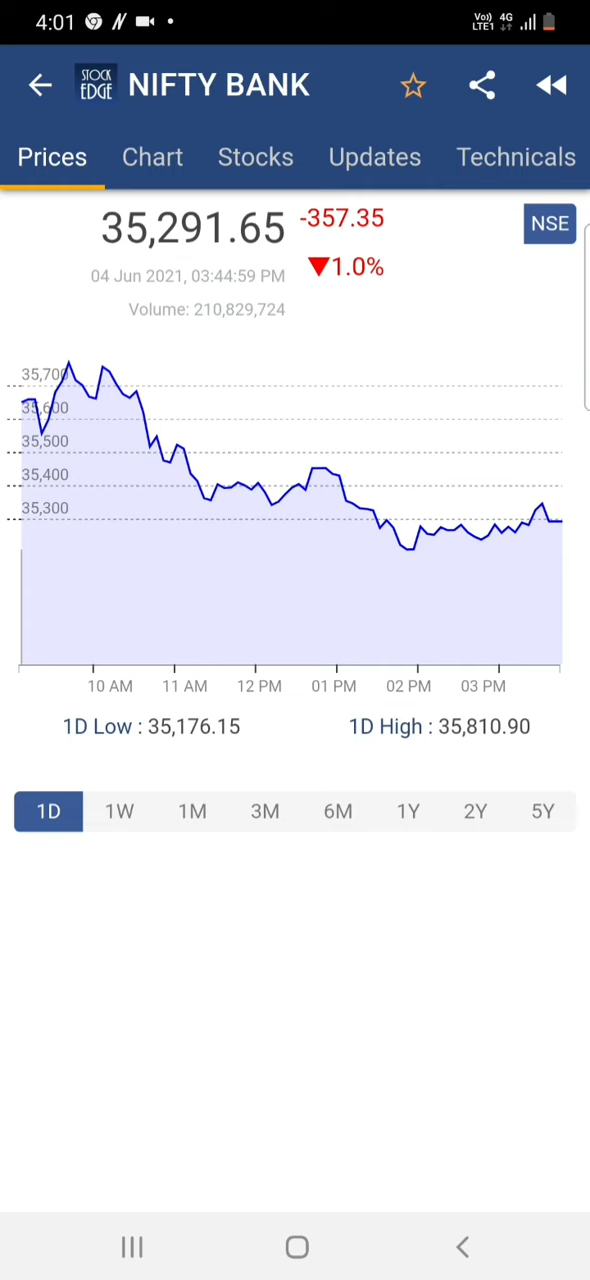 4:01
Vo)) 4G
LTE1
STOCK
EDGE
NIFTY BANK
Prices Chart Stocks Updates Technicals
35,291.65 -357.35 NSE
04 Jun 2021, 03:44:59 PM ▼1.0%
Volume: 210,829,724
35,700
35,600
35,500
35,400
35,300
10 AM 11 AM 12 PM 01 PM 02 PM 03 PM
1D Low : 35,176.15 1D High : 35,810.90
1D 1W 1M 3M 6M 1Y 2Y 5Y